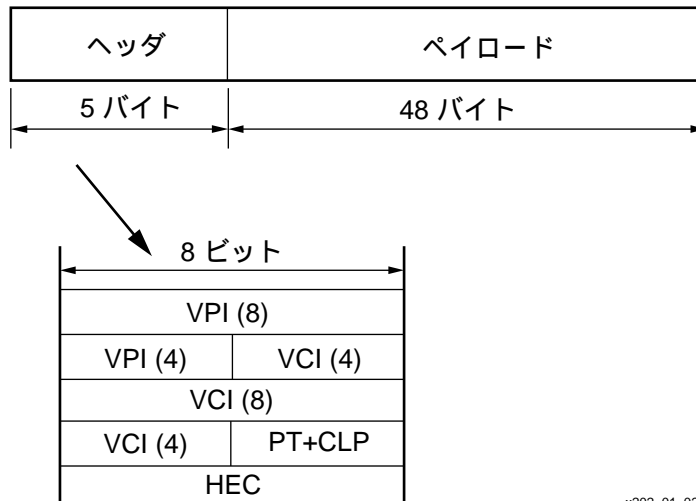 ヘッダ ペイロード
5 バイト 48 バイト
8 ビット
VPI (8)
VPI (4) VCI (4)
VCI (8)
VCI (4) PT+CLP
HEC